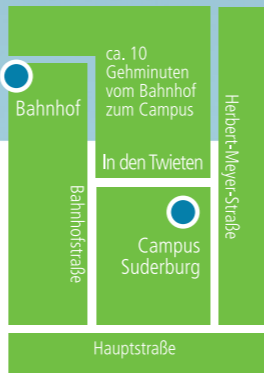 ca. 10
Gehminuten
vom Bahnhof
zum Campus
Bahnhof
In den Twieten
Herbert-Meyer-Straße
Bahnhofstraße
Campus
Suderburg
Hauptstraße